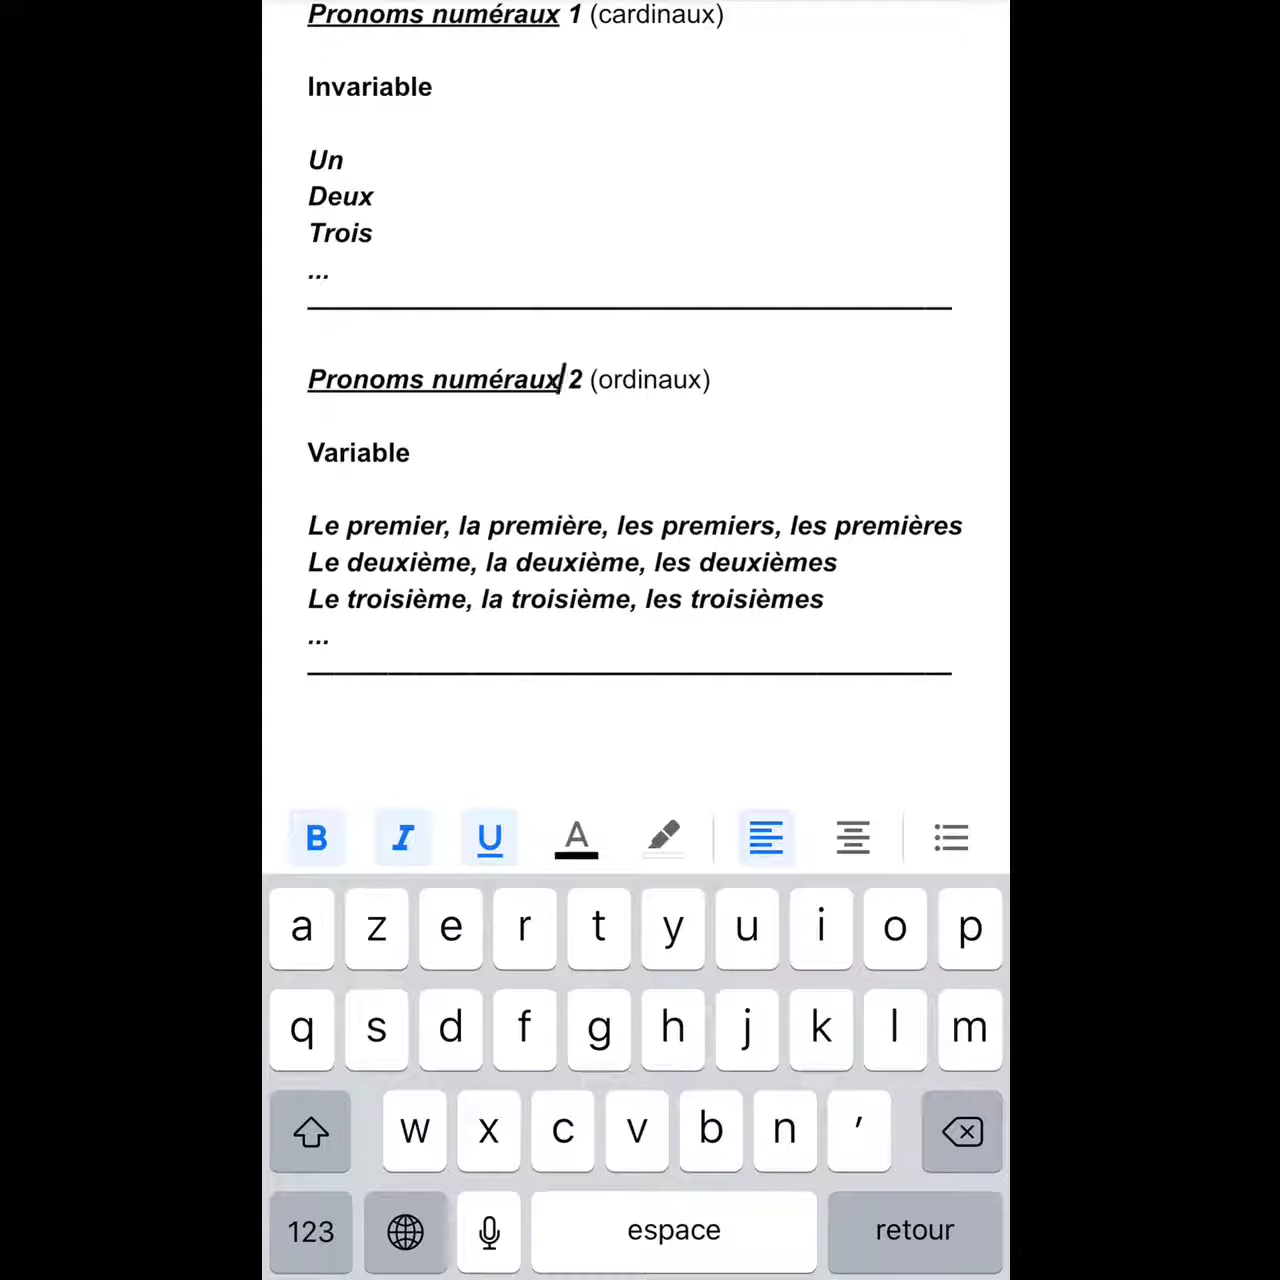 Pronoms numéraux 1 (cardinaux)
Invariable
Un
Deux
Trois
...
Pronoms numéraux 2 (ordinaux)
Variable
Le premier, la première, les premiers, les premières
Le deuxième, la deuxième, les deuxièmes
Le troisième, la troisième, les troisièmes
...
B I U A
a z e r t y u i o p
q s d f g h j k l m
w x c v b n ’
123 espace retour